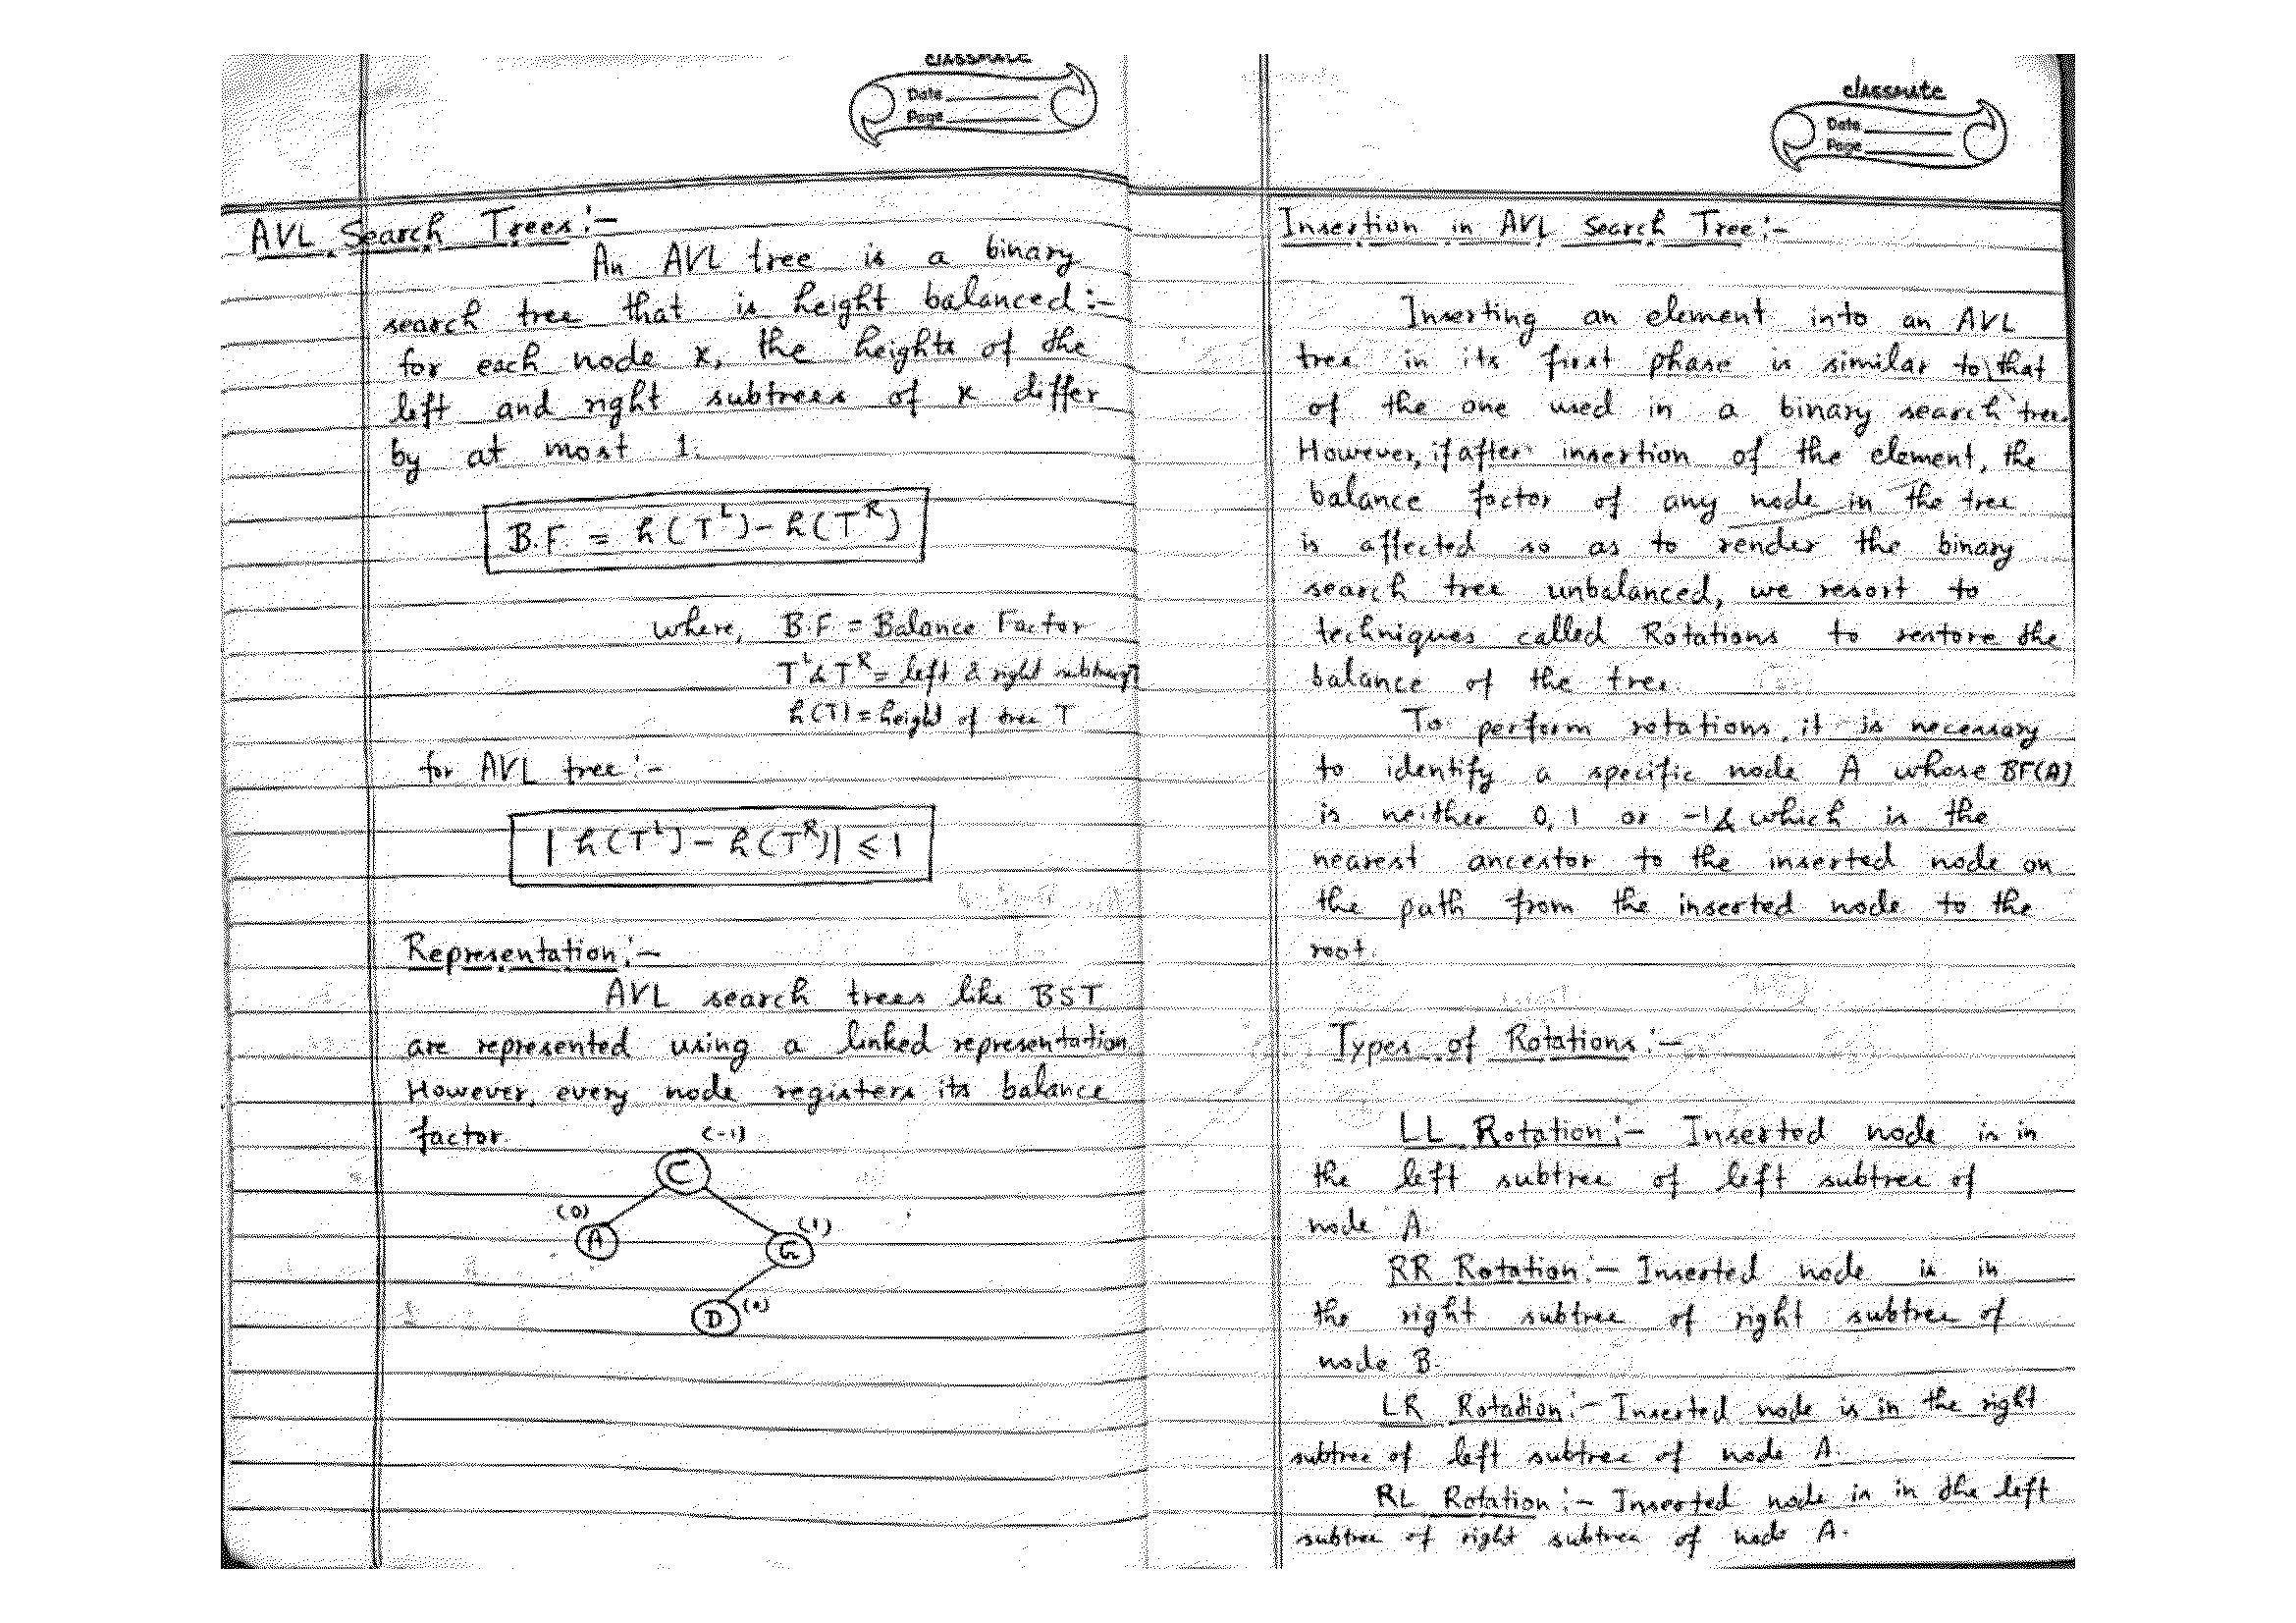 classmate
Date
Page
AVL Search Trees:-
An AVL tree is a binary
search tree that is height balanced:-
for each node x, the heights of the
left and right subtrees of x differ
by at most 1.
B.F. = h(T^L) - h(T^R)
where, B.F. = Balance Factor
T^L & T^R = left & right subtrees
h(T) = height of tree T
for AVL tree:-
| h(T^L) - h(T^R)| ≤ 1
Representation:-
AVL search trees like BST
are represented using a linked representation.
However, every node registers its balance
factor.
(-1)
C
(0)
A
(1)
G
D (0)
classmate
Date
Page
Insertion in AVL Search Tree:-
Inserting an element into an AVL
tree in its first phase is similar to that
of the one used in a binary search tree.
However, if after insertion of the element, the
balance factor of any node in the tree
is affected so as to render the binary
search tree unbalanced, we resort to
techniques called Rotations to restore the
balance of the tree.
To perform rotations, it is necessary
to identify a specific node A whose BF(A)
is neither 0, 1 or -1 & which is the
nearest ancestor to the inserted node on
the path from the inserted node to the
root.
Types of Rotations:-
LL Rotation:- Inserted node is in
the left subtree of left subtree of
node A.
RR Rotation:- Inserted node is in
the right subtree of right subtree of
node B.
LR Rotation:- Inserted node is in the right
subtree of left subtree of node A.
RL Rotation:- Inserted node is in the left
subtree of right subtree of node A.